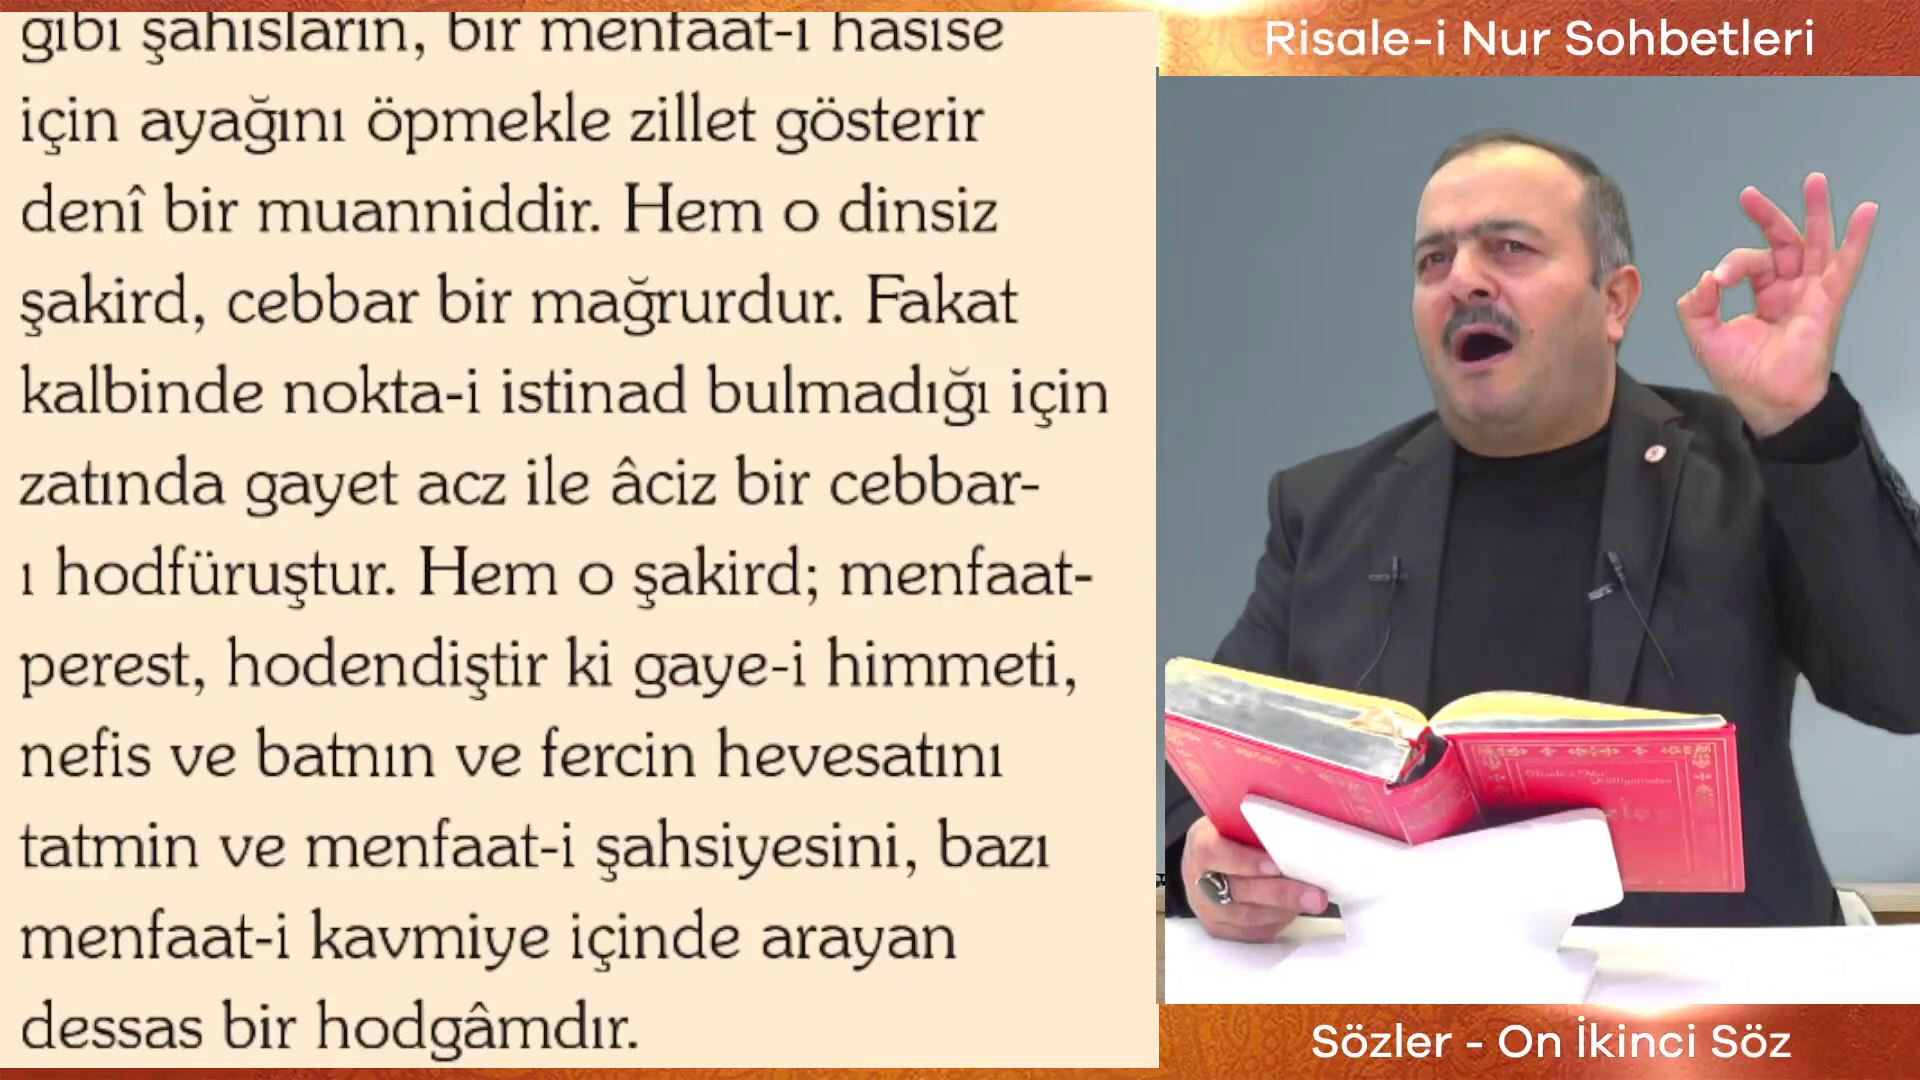 gibi şahısların, bir menfaat-ı hasise
için ayağını öpmekle zillet gösterir
denî bir muanniddir. Hem o dinsiz
şakird, cebbar bir mağrurdur. Fakat
kalbinde nokta-i istinad bulmadığı için
zatında gayet acz ile âciz bir cebbar-
ı hodfüruştur. Hem o şakird; menfaat-
perest, hodendiştir ki gaye-i himmeti,
nefis ve batnın ve fercin hevesatını
tatmin ve menfaat-i şahsiyesini, bazı
menfaat-i kavmiye içinde arayan
dessas bir hodgâmdır.
Risale-i Nur Sohbetleri
Risale-i Nur
Külliyatından
Sözler - On İkinci Söz